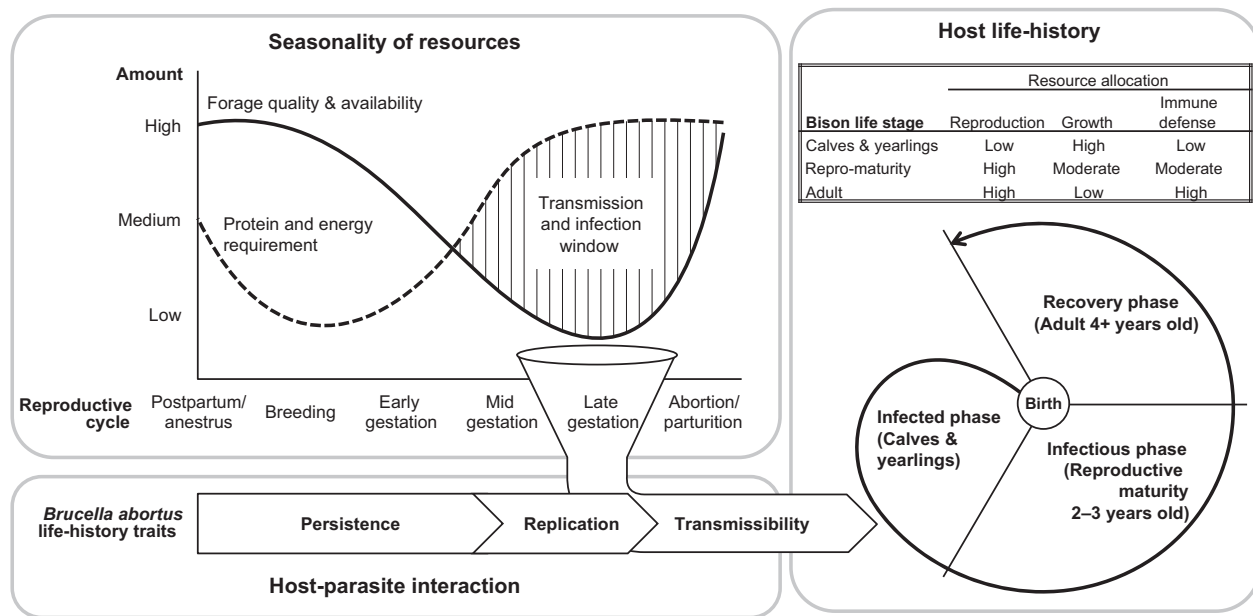 Seasonality of resources
Amount
Forage quality & availability
High
Medium
Low
Protein and energy
requirement
Transmission
and infection
window
Reproductive
cycle
Postpartum/
anestrus
Breeding
Early
gestation
Mid
gestation
Late
gestation
Abortion/
parturition
Brucella abortus
life-history traits
Persistence
Replication
Transmissibility
Host-parasite interaction
Host life-history
Resource allocation
Bison life stage Reproduction Growth Immune defense
Calves & yearlings Low High Low
Repro-maturity High Moderate Moderate
Adult High Low High
Recovery phase
(Adult 4+ years old)
Birth
Infected phase
(Calves &
yearlings)
Infectious phase
(Reproductive
maturity
2–3 years old)